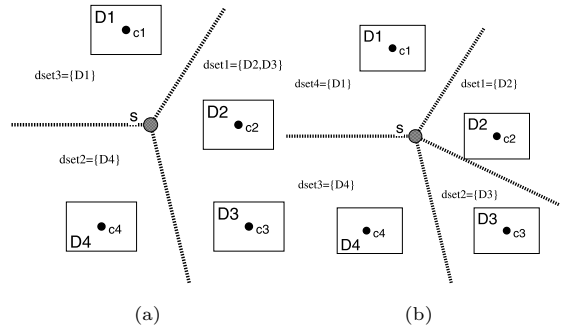 D1
c1
dset3={D1}
dset1={D2,D3}
s
D2
c2
dset2={D4}
D3
c3
D4
c4
(a)
D1
c1
dset4={D1}
dset1={D2}
s
D2
c2
dset3={D4}
dset2={D3}
D4
c4
D3
c3
(b)